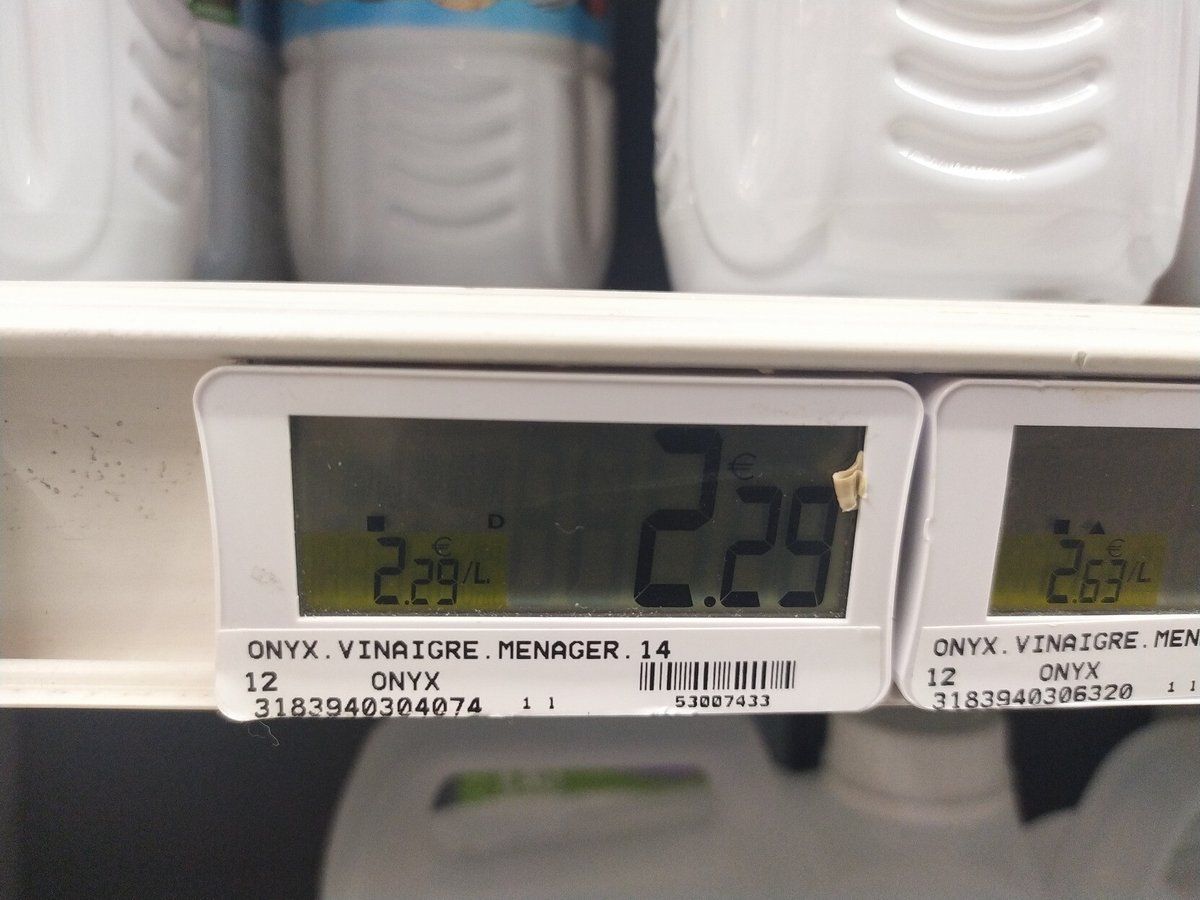 2.29 €
D
2.29 €/L.
ONYX.VINAIGRE.MENAGER.14
12 ONYX
3183940304074 1 1
53007433
2.63 €/L
ONYX.VINAIGRE.MEN
12 ONYX
3183940306320 1 1